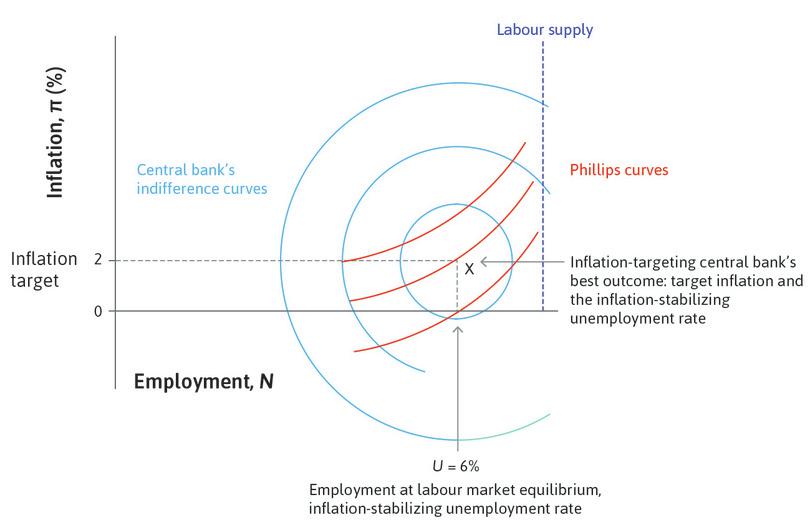 Labour supply
Inflation, π (%)
Central bank’s
indifference curves
Phillips curves
Inflation
target
2
X
Inflation-targeting central bank’s
best outcome: target inflation and
the inflation-stabilizing
unemployment rate
0
Employment, N
U = 6%
Employment at labour market equilibrium,
inflation-stabilizing unemployment rate